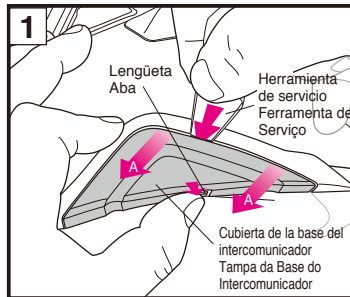 1
Lengüeta
Aba
Herramienta
de servicio
Ferramenta de
Serviço
A
A
Cubierta de la base del
intercomunicador
Tampa da Base do
Intercomunicador